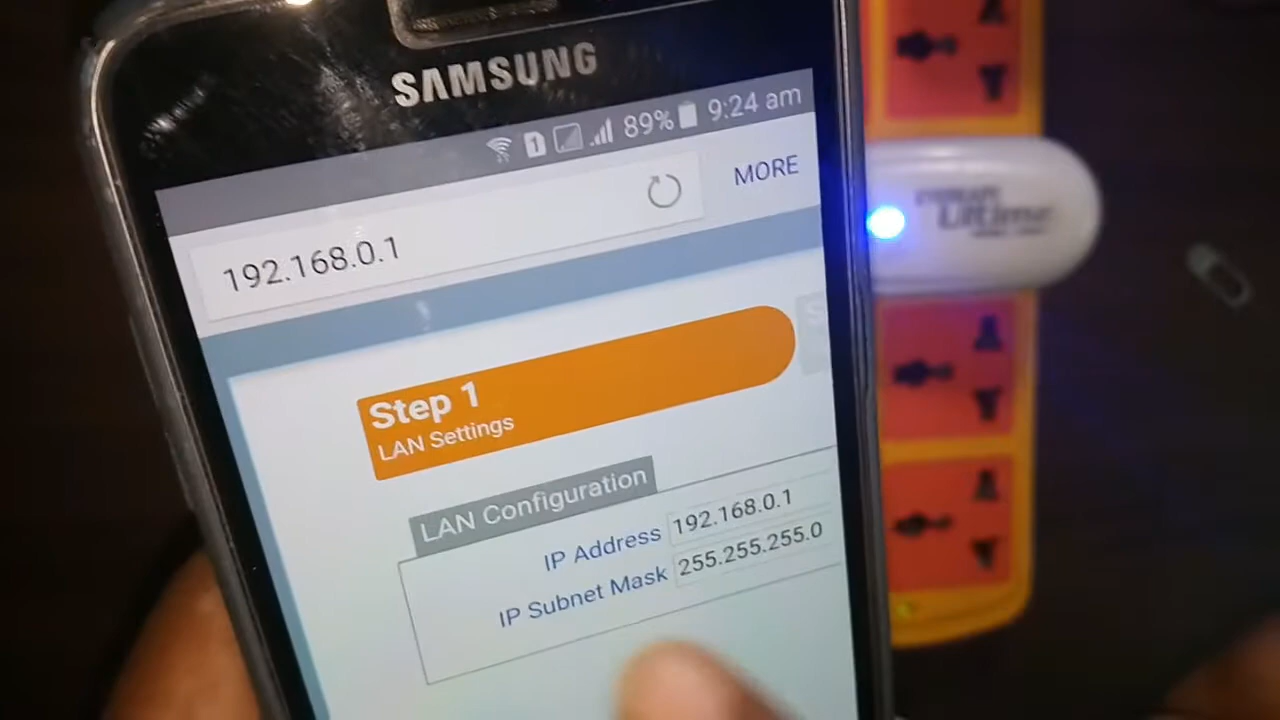 SAMSUNG
1 89% 9:24 am
192.168.0.1 MORE
Step 1
LAN Settings
LAN Configuration
IP Address 192.168.0.1
IP Subnet Mask 255.255.255.0